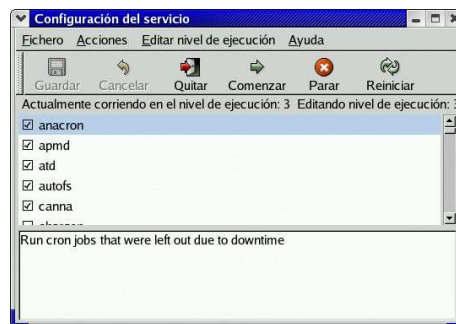 Configuración del servicio
Fichero Acciones Editar nivel de ejecución Ayuda
Guardar Cancelar Quitar Comenzar Parar Reiniciar
Actualmente corriendo en el nivel de ejecución: 3 Editando nivel de ejecución:
anacron
apmd
atd
autofs
canna
Run cron jobs that were left out due to downtime